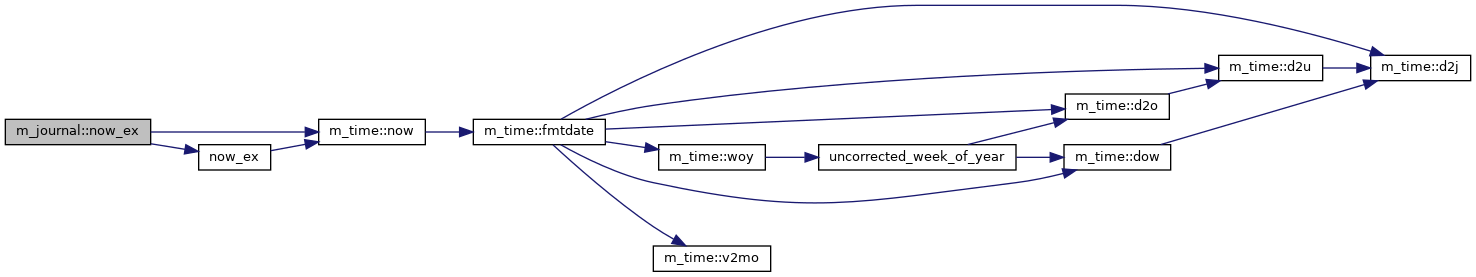 m_journal::now_ex
now_ex
m_time::now
m_time::fmtdate
m_time::woy
m_time::v2mo
uncorrected_week_of_year
m_time::d2o
m_time::dow
m_time::d2u
m_time::d2j